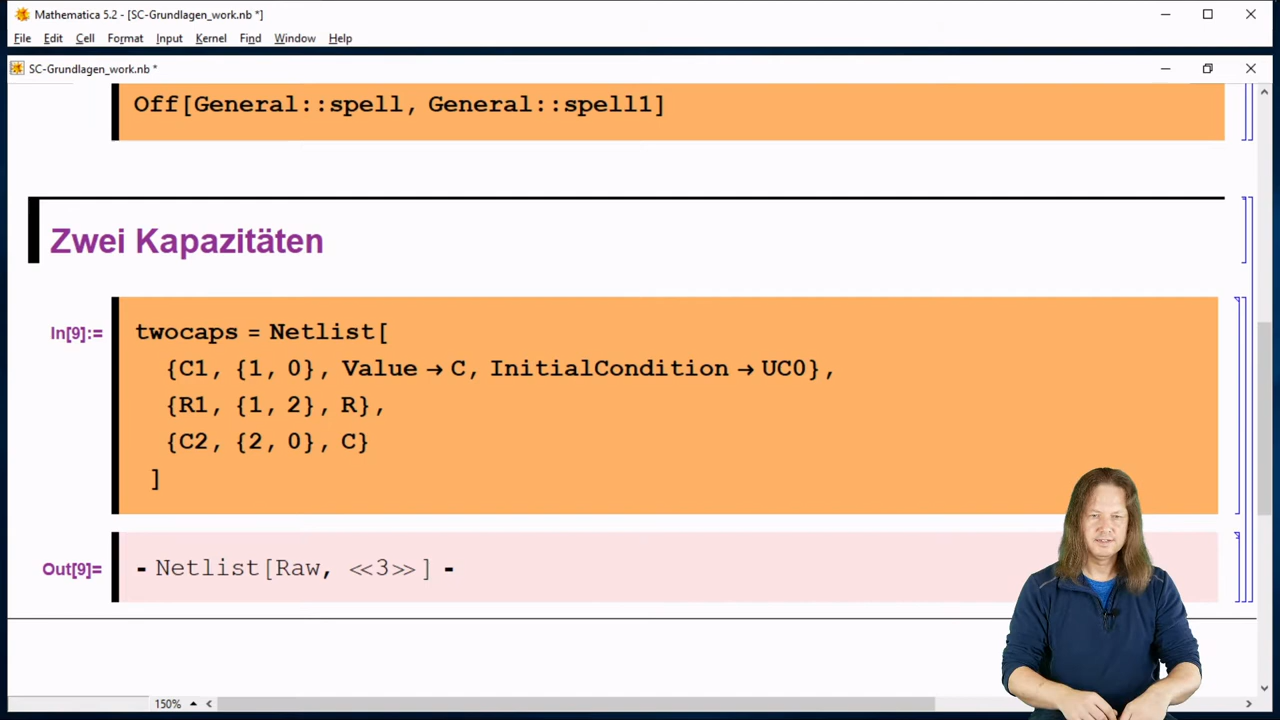 Mathematica 5.2 - [SC-Grundlagen_work.nb *]
File Edit Cell Format Input Kernel Find Window Help
SC-Grundlagen_work.nb *
Off[General::spell, General::spell1]
Zwei Kapazitäten
In[9]:= twocaps = Netlist[
{C1, {1, 0}, Value → C, InitialCondition → UC0},
{R1, {1, 2}, R},
{C2, {2, 0}, C}
]
Out[9]= - Netlist[Raw, <<3>>] -
150%